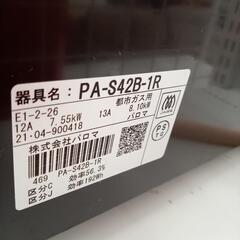 器具名: PA-S42B-1R
E1-2-26 都市ガス用
12A 7.55kW 13A 8.10kW
21・04-900418 パロマ
株式会社パロマ
469 PA-S42B-1R
区分C 効率56.3%
区分J 効率192Wh